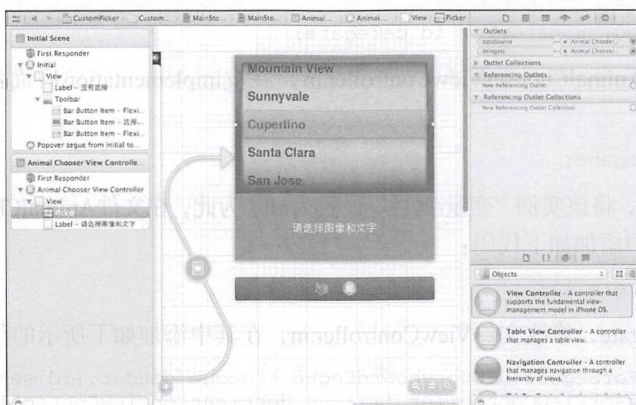 CustomPicker
Custom...
MainSto...
MainSto...
Animal...
Animal...
View
Picker
Initial Scene
First Responder
Initial
View
Label – 没有选择
Toolbar
Bar Button Item – Flexi...
Bar Button Item – 选择...
Bar Button Item – Flexi...
Popover segue from Initial to...
Animal Chooser View Controlle...
First Responder
Animal Chooser View Controller
View
Picker
Label – 请选择图像和文字
Mountain View
Sunnyvale
Cupertino
Santa Clara
San Jose
请选择图像和文字
Outlets
dataSource
Animal Chooser...
delegate
Animal Chooser...
Outlet Collections
Referencing Outlets
New Referencing Outlet
Referencing Outlet Collections
New Referencing Outlet Collection
Objects
View Controller – A controller that
supports the fundamental view-
management model in iPhone OS.
Table View Controller – A controller
that manages a table view.
Navigation Controller – A controller
that manages navigation through a
hierarchy of views.